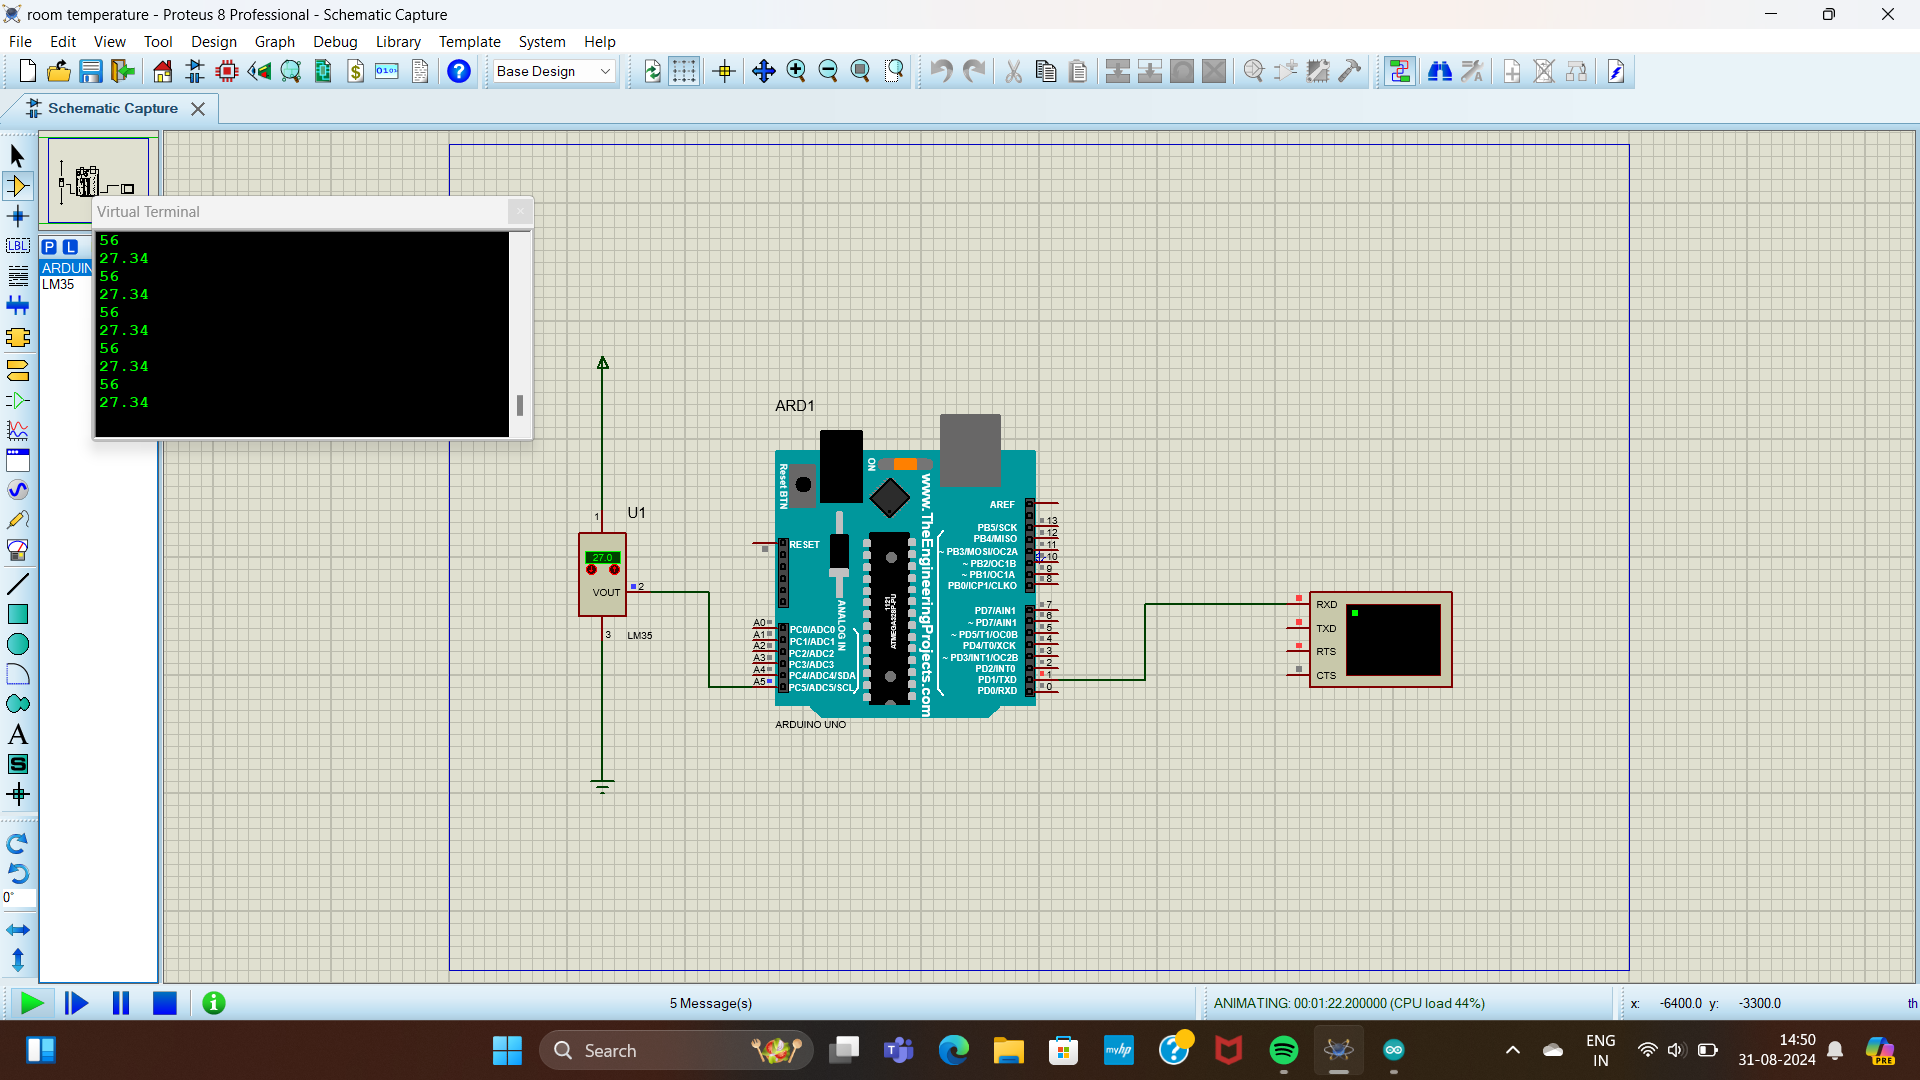 room temperature - Proteus 8 Professional - Schematic Capture
File Edit View Tool Design Graph Debug Library Template System Help
Base Design
Schematic Capture
Virtual Terminal
56
27.34
56
27.34
56
27.34
56
27.34
56
27.34
LBL
P L
ARDUIN
LM35
A
S
0°
1
U1
27.0
2
VOUT
3
LM35
ARD1
Reset BTN
ON
RESET
ANALOG IN
1121
ATMEGA328P-PU
www.TheEngineeringProjects.com
AREF
PB5/SCK
13
PB4/MISO
12
~ PB3/MOSI/OC2A
11
~ PB2/OC1B
10
~ PB1/OC1A
9
PB0/ICP1/CLKO
8
PD7/AIN1
7
~ PD7/AIN1
6
~ PD5/T1/OC0B
5
PD4/T0/XCK
4
~ PD3/INT1/OC2B
3
PD2/INT0
2
PD1/TXD
1
PD0/RXD
0
A0
PC0/ADC0
A1
PC1/ADC1
A2
PC2/ADC2
A3
PC3/ADC3
A4
PC4/ADC4/SDA
A5
PC5/ADC5/SCL
ARDUINO UNO
RXD
TXD
RTS
CTS
5 Message(s)
ANIMATING: 00:01:22.200000 (CPU load 44%)
x: -6400.0 y: -3300.0 th
Search
myhp
ENG
IN
14:50
31-08-2024
PRE